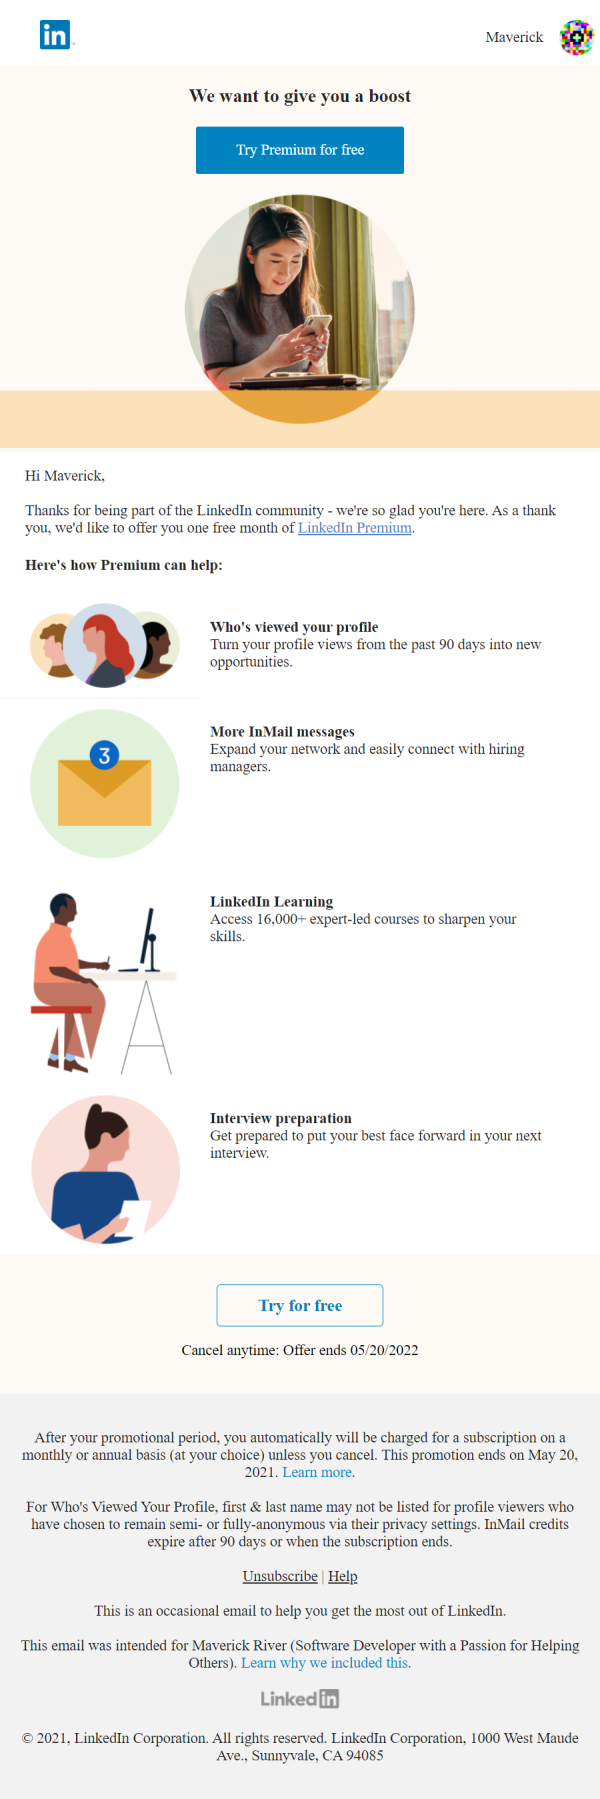 in
Maverick
We want to give you a boost
Try Premium for free
Hi Maverick,
Thanks for being part of the LinkedIn community - we're so glad you're here. As a thank
you, we'd like to offer you one free month of LinkedIn Premium.
Here's how Premium can help:
Who's viewed your profile
Turn your profile views from the past 90 days into new
opportunities.
3
More InMail messages
Expand your network and easily connect with hiring
managers.
LinkedIn Learning
Access 16,000+ expert-led courses to sharpen your
skills.
Interview preparation
Get prepared to put your best face forward in your next
interview.
Try for free
Cancel anytime: Offer ends 05/20/2022
After your promotional period, you automatically will be charged for a subscription on a
monthly or annual basis (at your choice) unless you cancel. This promotion ends on May 20,
2021. Learn more.
For Who's Viewed Your Profile, first & last name may not be listed for profile viewers who
have chosen to remain semi- or fully-anonymous via their privacy settings. InMail credits
expire after 90 days or when the subscription ends.
Unsubscribe | Help
This is an occasional email to help you get the most out of LinkedIn.
This email was intended for Maverick River (Software Developer with a Passion for Helping
Others). Learn why we included this.
Linkedin
© 2021, LinkedIn Corporation. All rights reserved. LinkedIn Corporation, 1000 West Maude
Ave., Sunnyvale, CA 94085